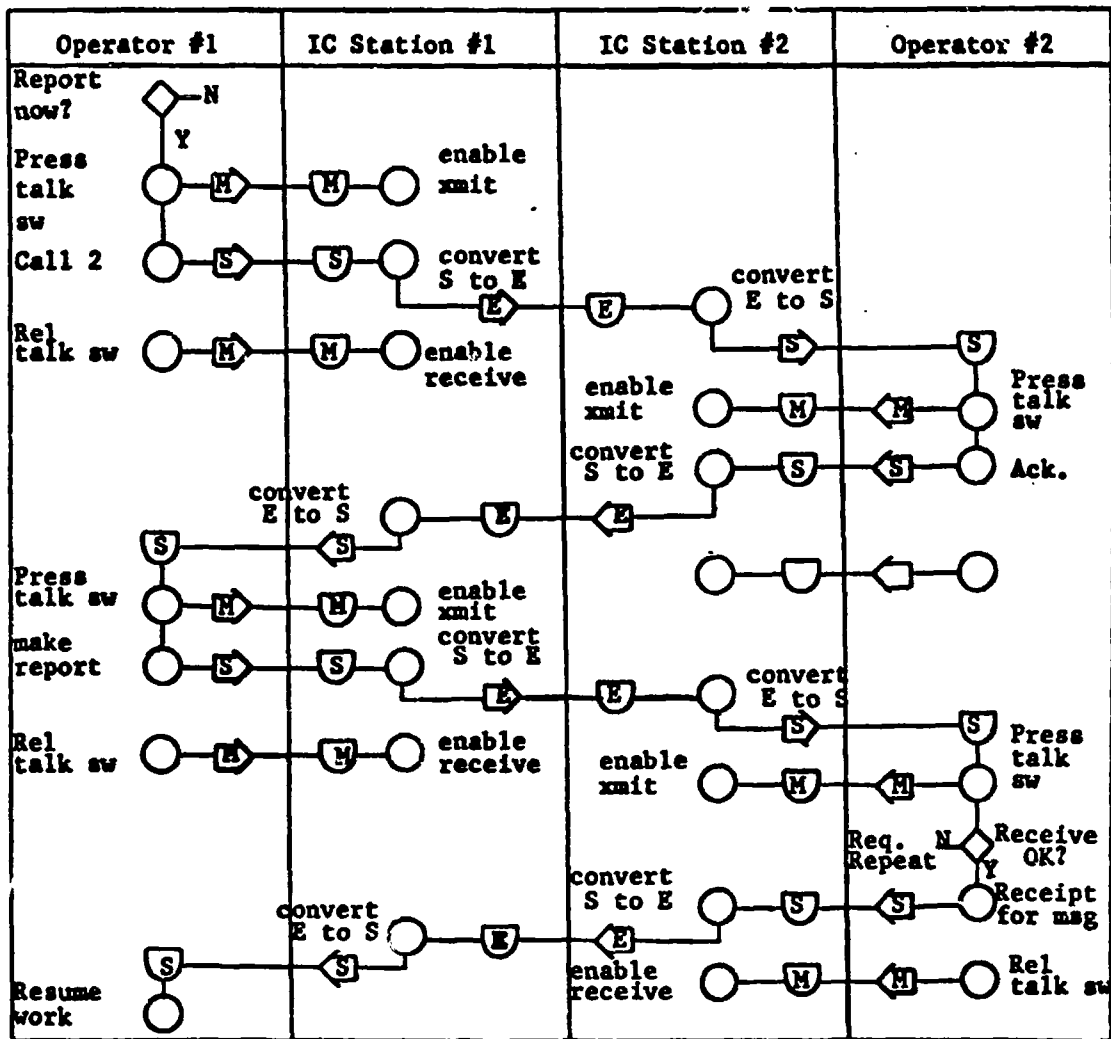 Operator #1
IC Station #1
IC Station #2
Operator #2
Report
now?
N
Y
Press
talk
sw
M
M
enable
xmit
Call 2
S
S
convert
S to E
E
E
convert
E to S
S
S
Rel
talk sw
M
M
enable
receive
enable
xmit
M
M
Press
talk
sw
convert
S to E
S
S
Ack.
convert
E to S
E
E
S
S
Press
talk sw
M
M
enable
xmit
make
report
S
S
convert
S to E
E
E
convert
E to S
S
S
Rel
talk sw
M
M
enable
receive
enable
xmit
M
M
Press
talk
sw
Req.
Repeat
N
Receive
OK?
Y
convert
S to E
S
S
Receipt
for msg
convert
E to S
E
E
S
S
enable
receive
M
M
Rel
talk sw
Resume
work